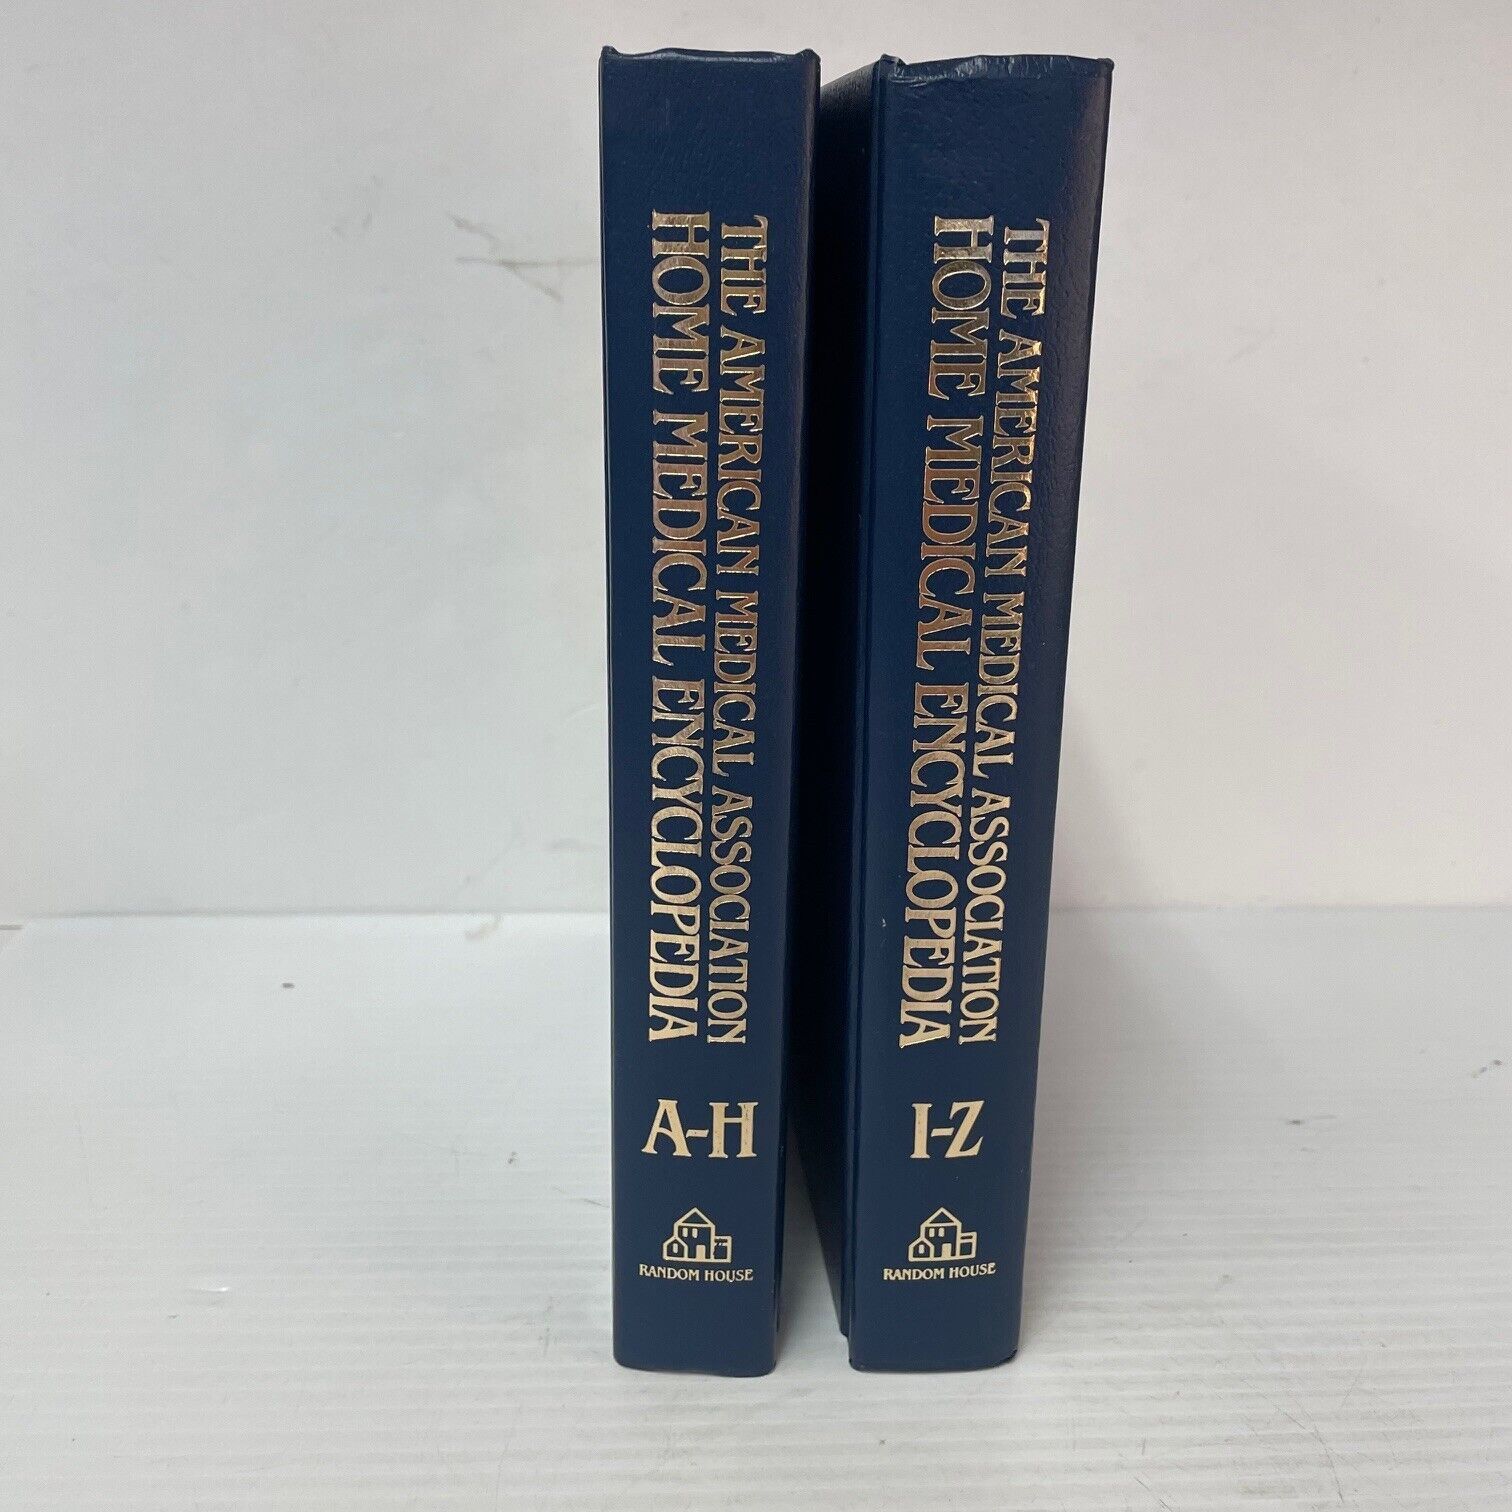 THE AMERICAN MEDICAL ASSOCIATION
HOME MEDICAL ENCYCLOPEDIA
A-H
RANDOM HOUSE
THE AMERICAN MEDICAL ASSOCIATION
HOME MEDICAL ENCYCLOPEDIA
I-Z
RANDOM HOUSE